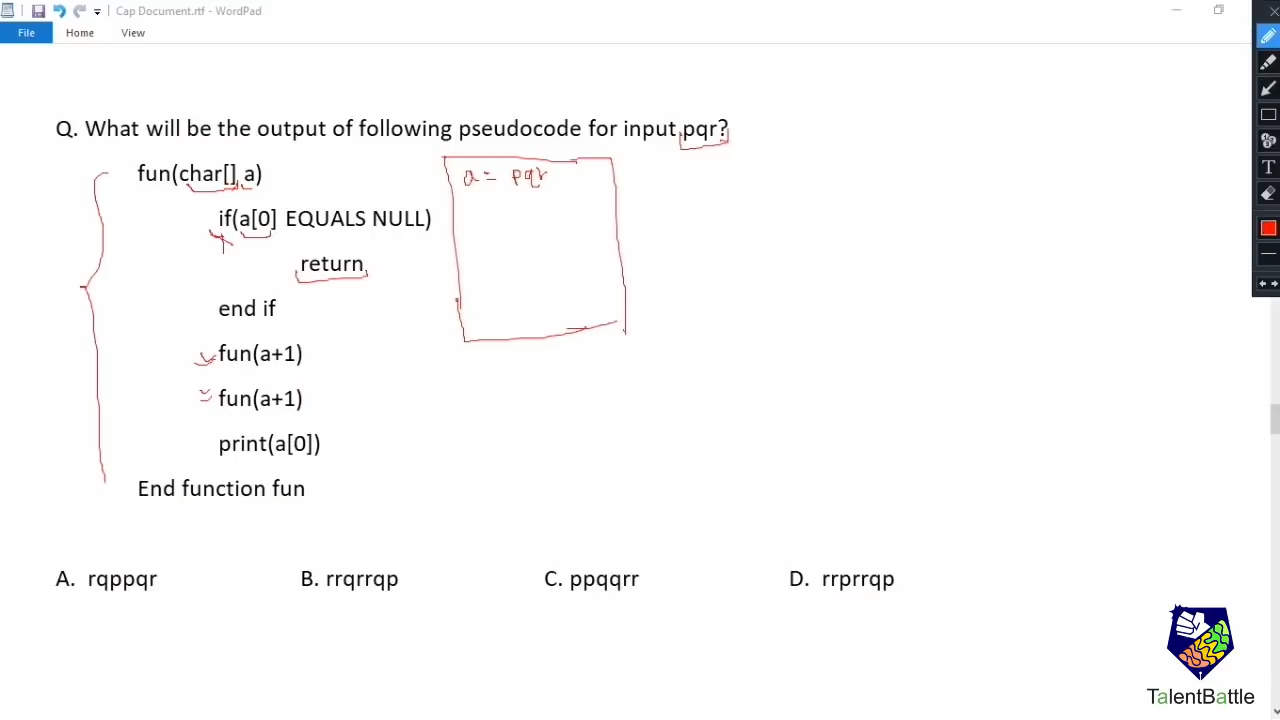 Cap Document.rtf - WordPad
File Home View
Q. What will be the output of following pseudocode for input pqr?
fun(char[] a)
a = pqr
if(a[0] EQUALS NULL)
return
end if
fun(a+1)
fun(a+1)
print(a[0])
End function fun
A. rqppqr B. rrqrrqp C. ppqqrr D. rrprrqp
TalentBattle